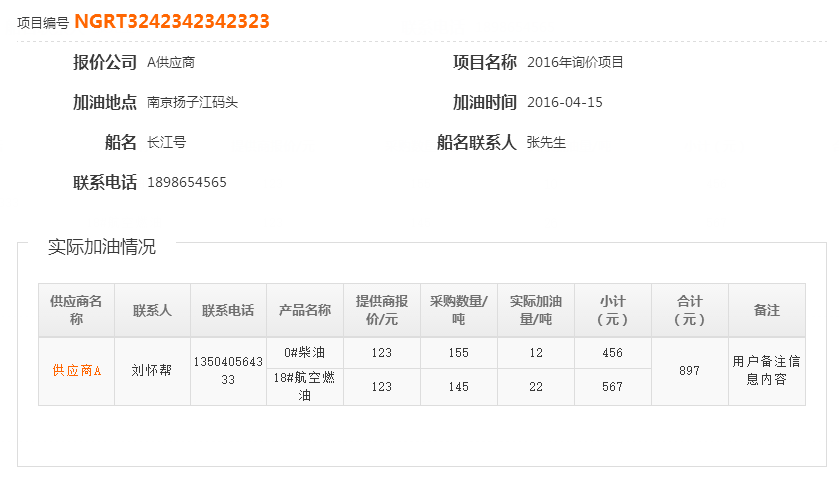 项目编号 NGRT3242342342323
报价公司 A供应商 项目名称 2016年询价项目
加油地点 南京扬子江码头 加油时间 2016-04-15
船名 长江号 船名联系人 张先生
联系电话 1898654565
实际加油情况
供应商名称 联系人 联系电话 产品名称 提供商报价/元 采购数量/吨 实际加油量/吨 小计（元） 合计（元） 备注
供应商A 刘怀帮 13504056433 0#柴油 123 155 12 456 897 用户备注信息内容
18#航空燃油 123 145 22 567